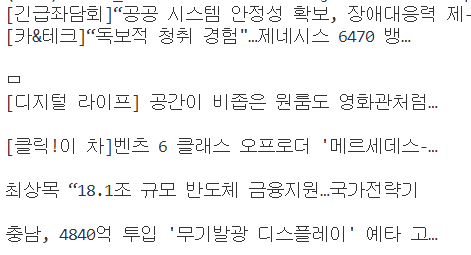 [긴급좌담회]“공공 시스템 안정성 확보, 장애대응력 제-
[카&테크]“독보적 청취 경험"…제네시스 6470 뱅…
ㅁ
[디지털 라이프] 공간이 비좁은 원룸도 영화관처럼…
[클릭!이 차]벤츠 6 클래스 오프로더 '메르세데스-…
최상목 “18.1조 규모 반도체 금융지원…국가전략기
충남, 4840억 투입 '무기발광 디스플레이' 예타 고…